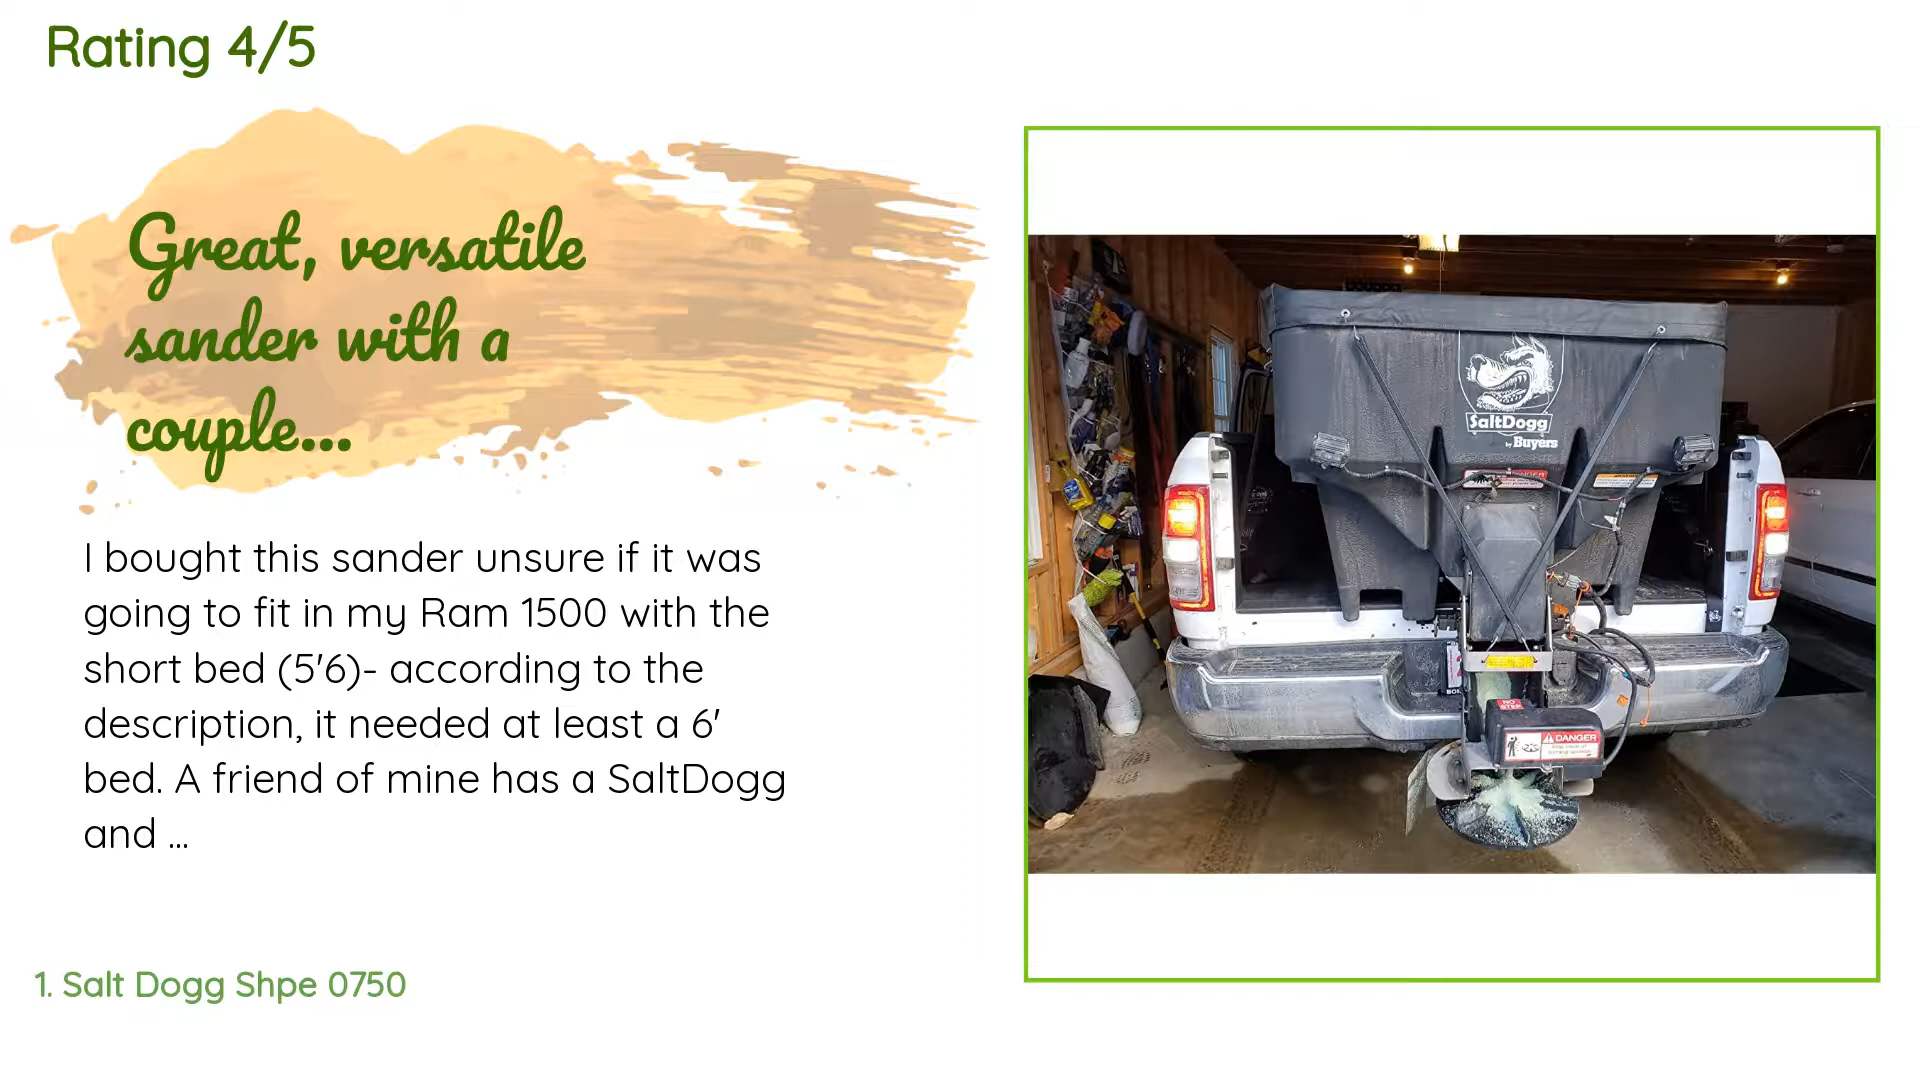 Rating 4/5
Great, versatile
sander with a
couple...
I bought this sander unsure if it was
going to fit in my Ram 1500 with the
short bed (5'6)- according to the
description, it needed at least a 6'
bed. A friend of mine has a SaltDogg
and ...
1. Salt Dogg Shpe 0750
SaltDogg
by Buyers
NO
STEP
DANGER